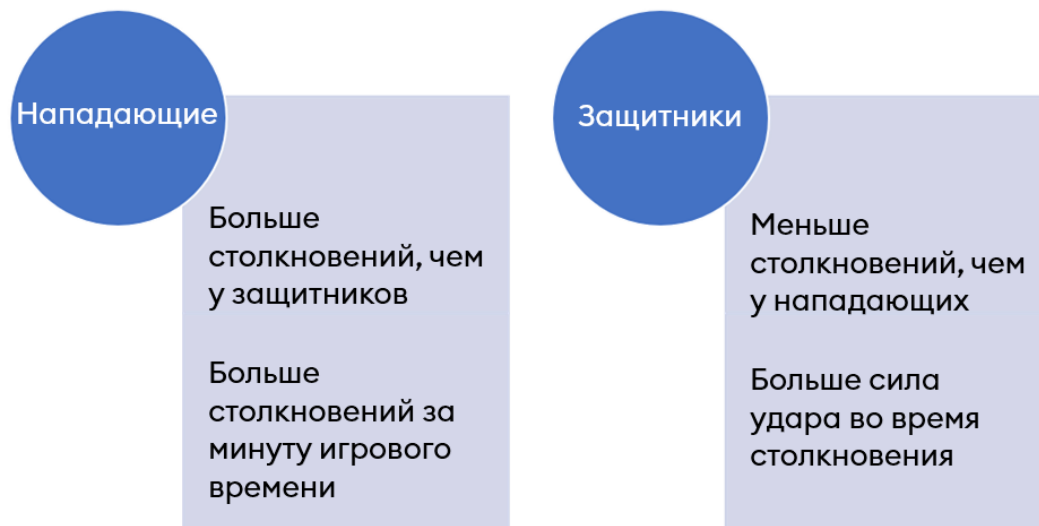 Нападающие
Больше
столкновений, чем
у защитников
Больше
столкновений за
минуту игрового
времени
Защитники
Меньше
столкновений, чем
у нападающих
Больше сила
удара во время
столкновения